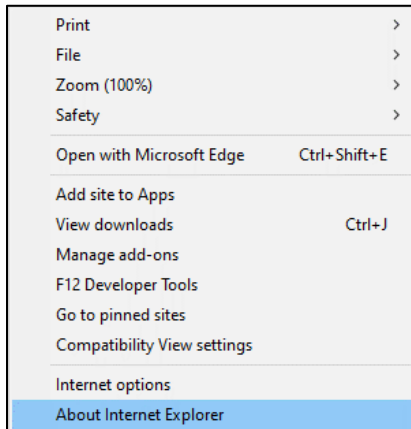 Print
File
Zoom (100%)
Safety
Open with Microsoft Edge Ctrl+Shift+E
Add site to Apps
View downloads Ctrl+J
Manage add-ons
F12 Developer Tools
Go to pinned sites
Compatibility View settings
Internet options
About Internet Explorer